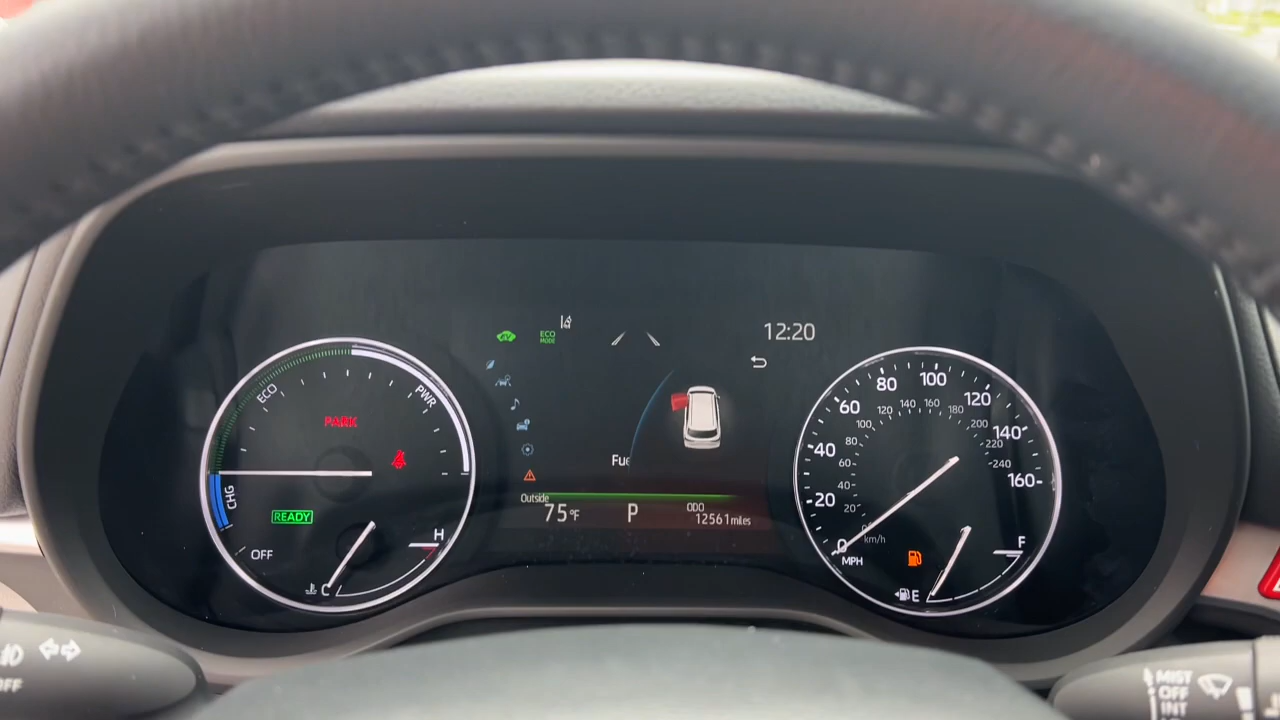 EV
ECO
MODE
12:20
ECO
PWR
PARK
CHG
READY
OFF
H
C
Fue
Outside
75°F
P
ODO
12561 miles
0
20
40
60
80
100
120
140
160
20
40
60
80
100
120
140
160
180
200
220
240
km/h
MPH
F
E
OFF
MIST
OFF
INT